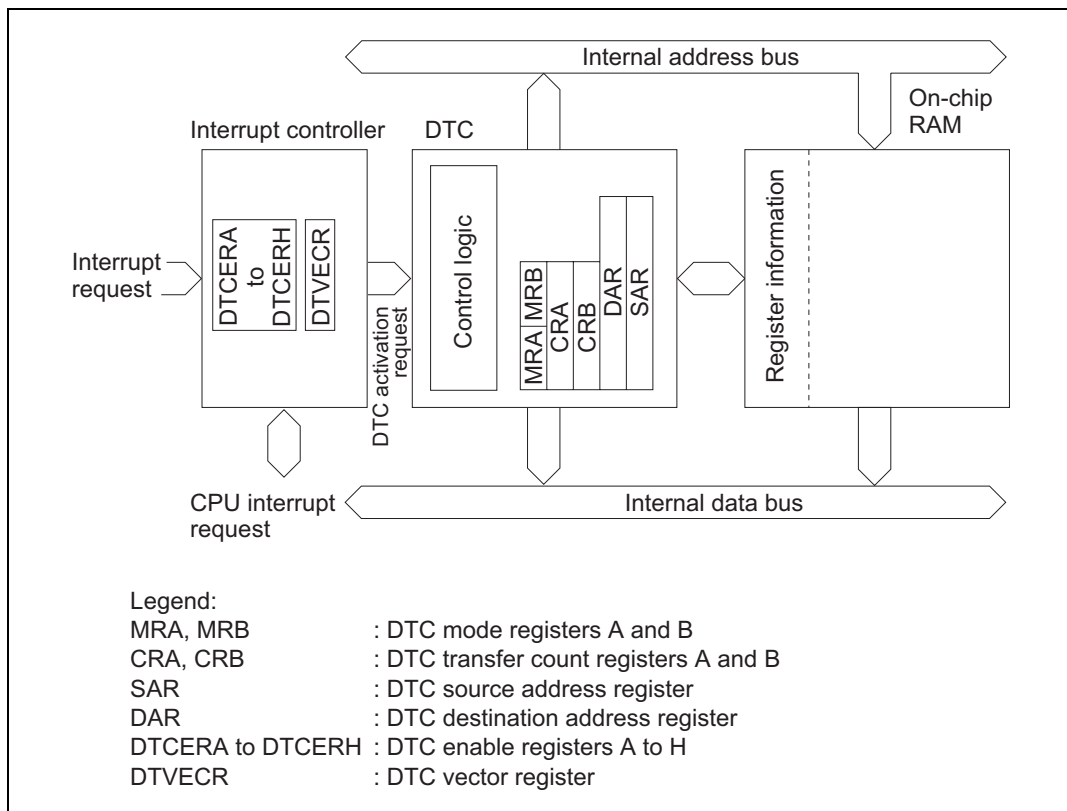 Internal address bus
On-chip
RAM
Interrupt controller
DTC
Interrupt
request
DTCERA
to
DTCERH
DTVECR
DTC activation
request
Control logic
MRA MRB
CRA
CRB
DAR
SAR
Register information
CPU interrupt
request
Internal data bus
Legend:
MRA, MRB : DTC mode registers A and B
CRA, CRB : DTC transfer count registers A and B
SAR : DTC source address register
DAR : DTC destination address register
DTCERA to DTCERH : DTC enable registers A to H
DTVECR : DTC vector register